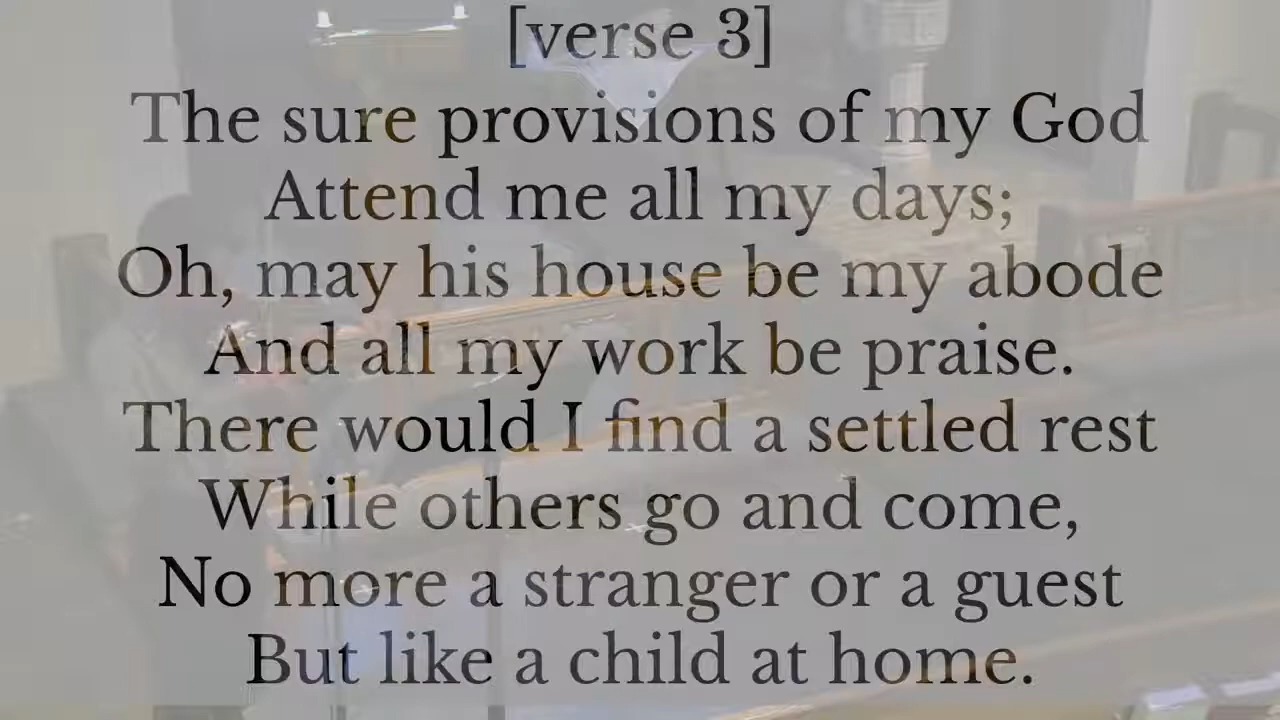 [verse 3]
The sure provisions of my God
Attend me all my days;
Oh, may his house be my abode
And all my work be praise.
There would I find a settled rest
While others go and come,
No more a stranger or a guest
But like a child at home.